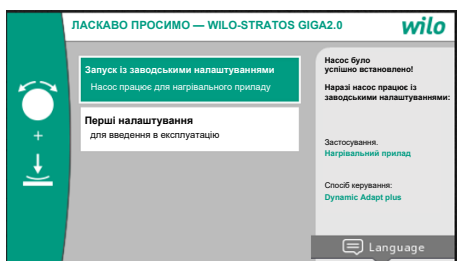 ЛАСКАВО ПРОСИМО — WILO-STRATOS GIGA2.0
wilo
Запуск із заводськими налаштуваннями
Насос працює для нагрівального приладу
Перші налаштування
для введення в експлуатацію
+
Насос було
успішно встановлено!
Наразі насос працює із
заводськими налаштуваннями:
Застосування.
Нагрівальний прилад
Спосіб керування:
Dynamic Adapt plus
Language